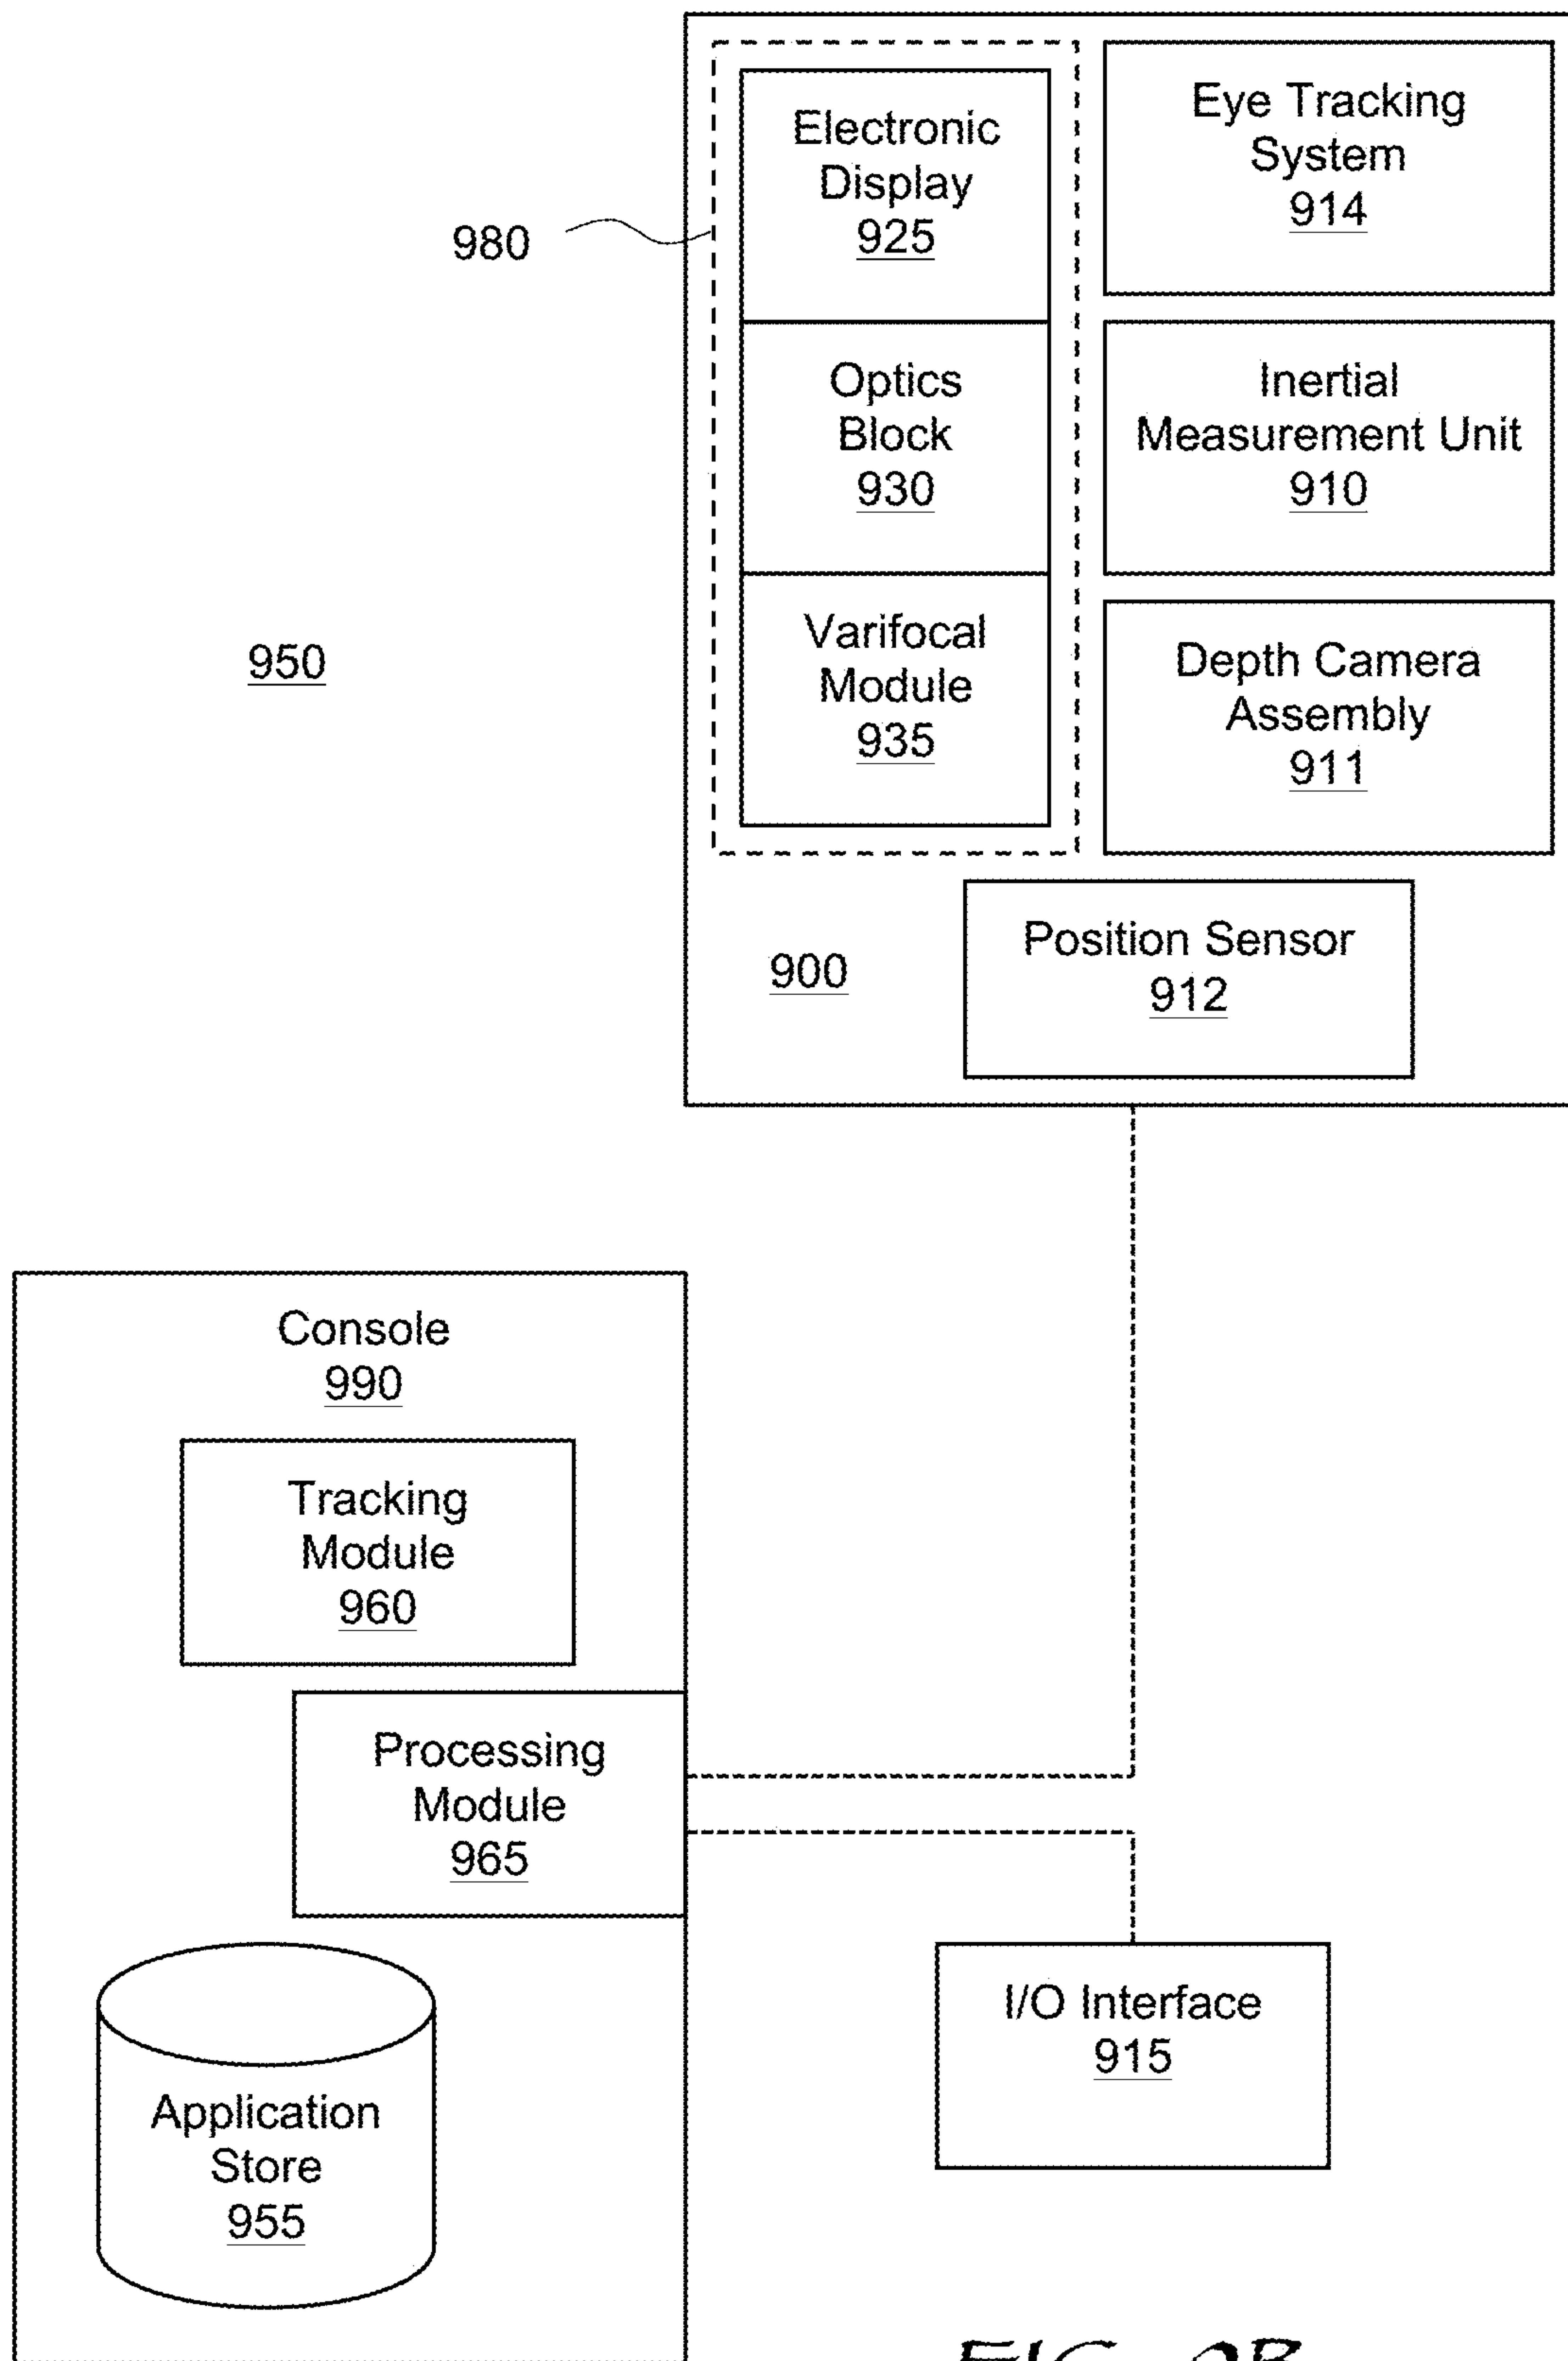 Electronic
Display
925
Eye Tracking
System
914
980
Optics
Block
930
Inertial
Measurement Unit
910
Varifocal
Module
935
Depth Camera
Assembly
911
950
Position Sensor
912
900
Console
990
Tracking
Module
960
Processing
Module
965
I/O Interface
915
Application
Store
955
FIG. 9B